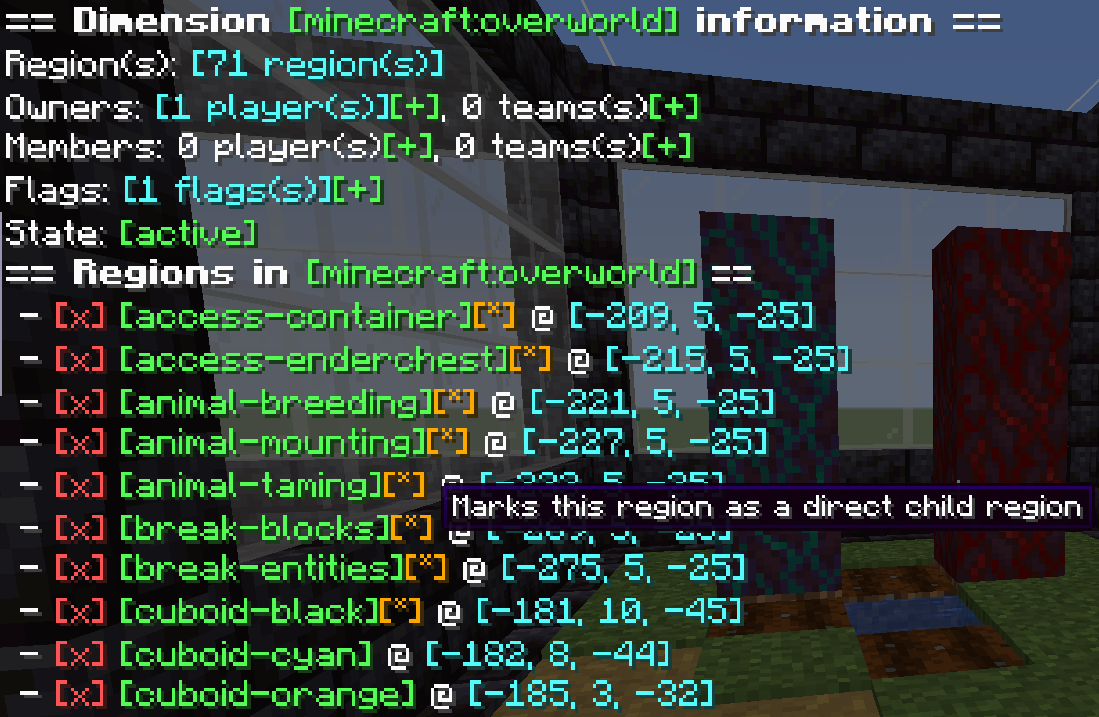 == Dimension [minecraft:overworld] information ==
Region(s): [71 region(s)]
Owners: [1 player(s)][+], 0 teams(s)[+]
Members: 0 player(s)[+], 0 teams(s)[+]
Flags: [1 flags(s)][+]
State: [active]
== Regions in [minecraft:overworld] ==
- [x] [access-container][*] @ [-209, 5, -25]
- [x] [access-enderchest][*] @ [-215, 5, -25]
- [x] [animal-breeding][*] @ [-221, 5, -25]
- [x] [animal-mounting][*] @ [-227, 5, -25]
- [x] [animal-taming][*] @
Marks this region as a direct child region
- [x] [break-blocks][*] @
- [x] [break-entities][*] @ [-275, 5, -25]
- [x] [cuboid-black][*] @ [-181, 10, -45]
- [x] [cuboid-cyan] @ [-182, 8, -44]
- [x] [cuboid-orange] @ [-185, 3, -32]